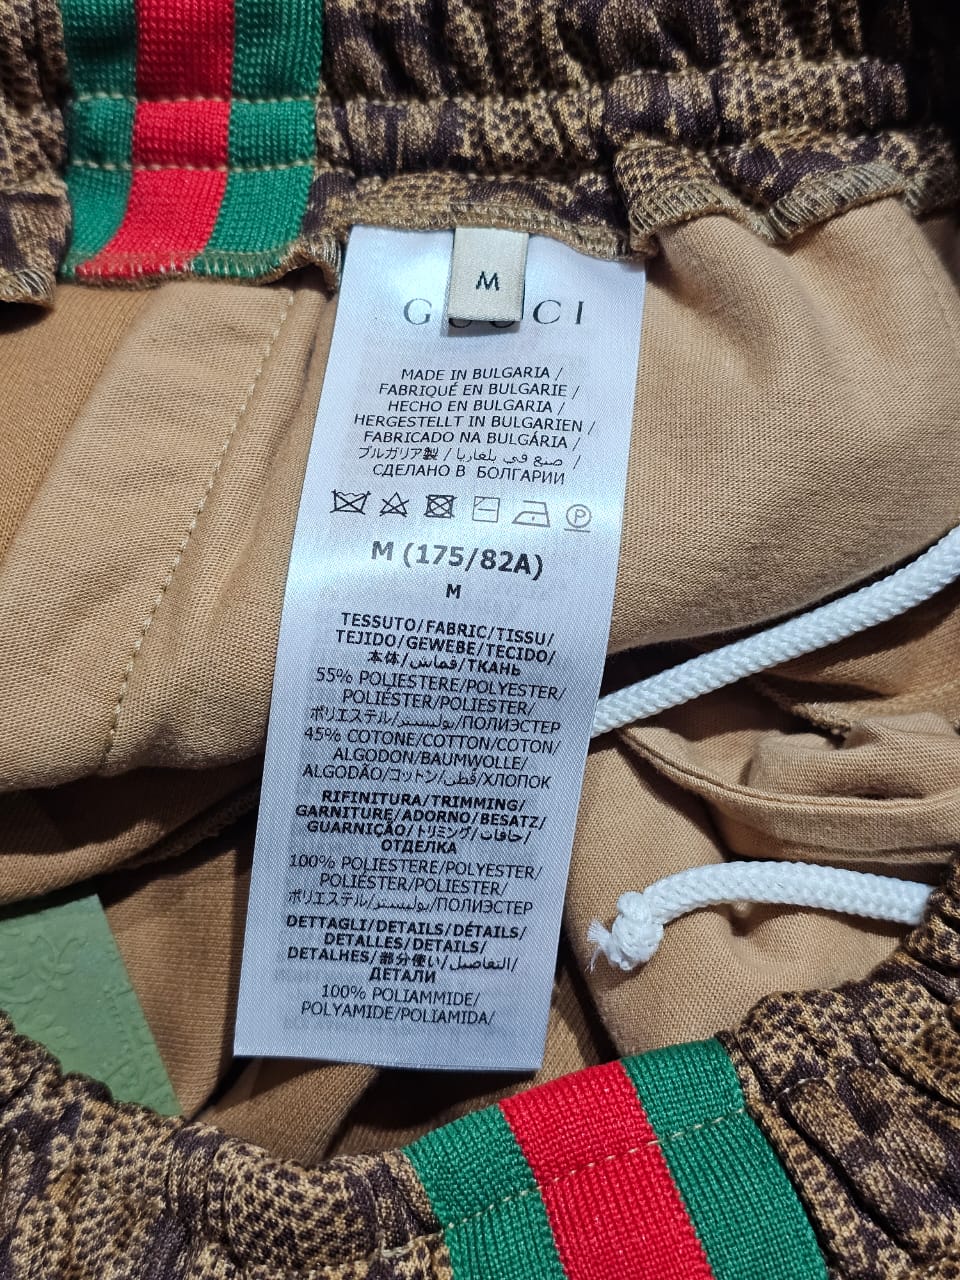 M
GUCCI
MADE IN BULGARIA /
FABRIQUÉ EN BULGARIE /
HECHO EN BULGARIA /
HERGESTELLT IN BULGARIEN /
FABRICADO NA BULGÁRIA /
ブルガリア製 / صنع في بلغاريا /
СДЕЛАНО В БОЛГАРИИ
P
M (175/82A)
M
TESSUTO/FABRIC/TISSU/
TEJIDO/GEWEBE/TECIDO/
本体/قماش/ТКАНЬ
55% POLIESTERE/POLYESTER/
POLIÉSTER/POLIESTER/
ポリエステル/بوليستر/ПОЛИЭСТЕР
45% COTONE/COTTON/COTON/
ALGODON/BAUMWOLLE/
ALGODÃO/コットン/قطن/ХЛОПОК
RIFINITURA/TRIMMING/
GARNITURE/ADORNO/BESATZ/
GUARNIÇÃO/トリミング/حافات/
ОТДЕЛКА
100% POLIESTERE/POLYESTER/
POLIÉSTER/POLIESTER/
ポリエステル/بوليستر/ПОЛИЭСТЕР
DETTAGLI/DETAILS/DÉTAILS/
DETALLES/DETAILS/
DETALHES/部分使い/التفاصيل/
ДЕТАЛИ
100% POLIAMMIDE/
POLYAMIDE/POLIAMIDA/